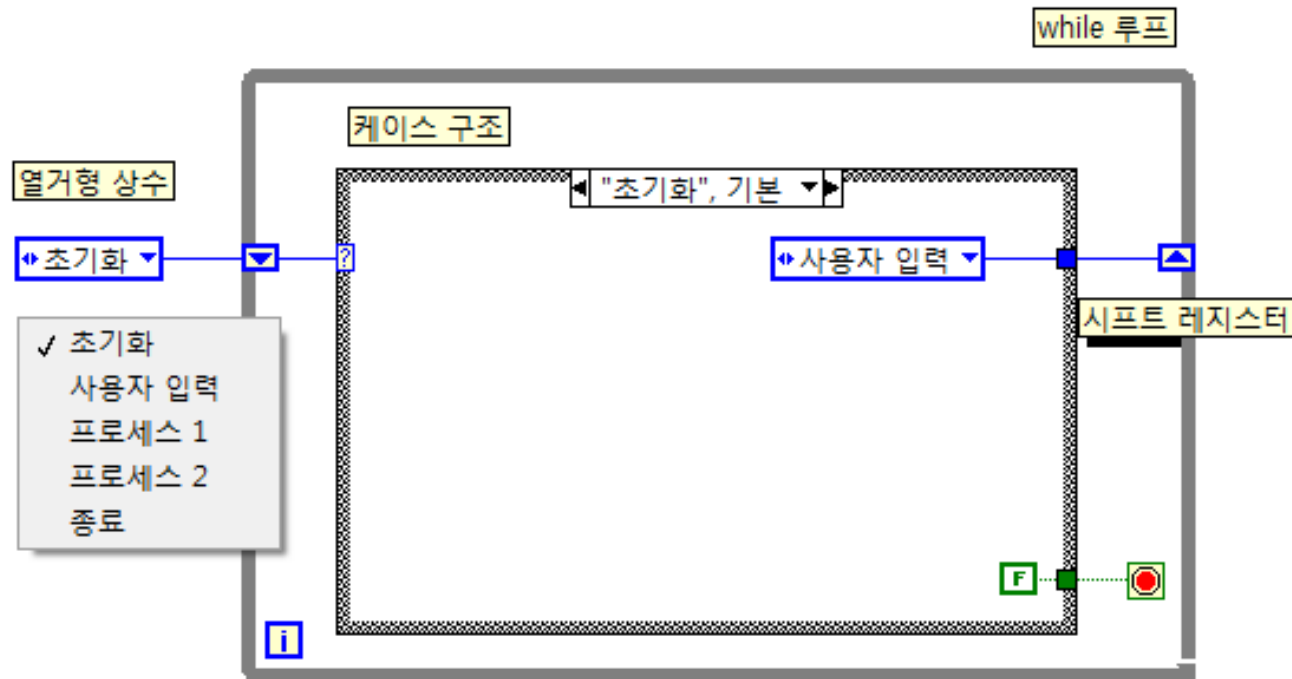 while 루프
케이스 구조
열거형 상수
"초기화", 기본
초기화
?
사용자 입력
시프트 레지스터
초기화
사용자 입력
프로세스 1
프로세스 2
종료
F
i